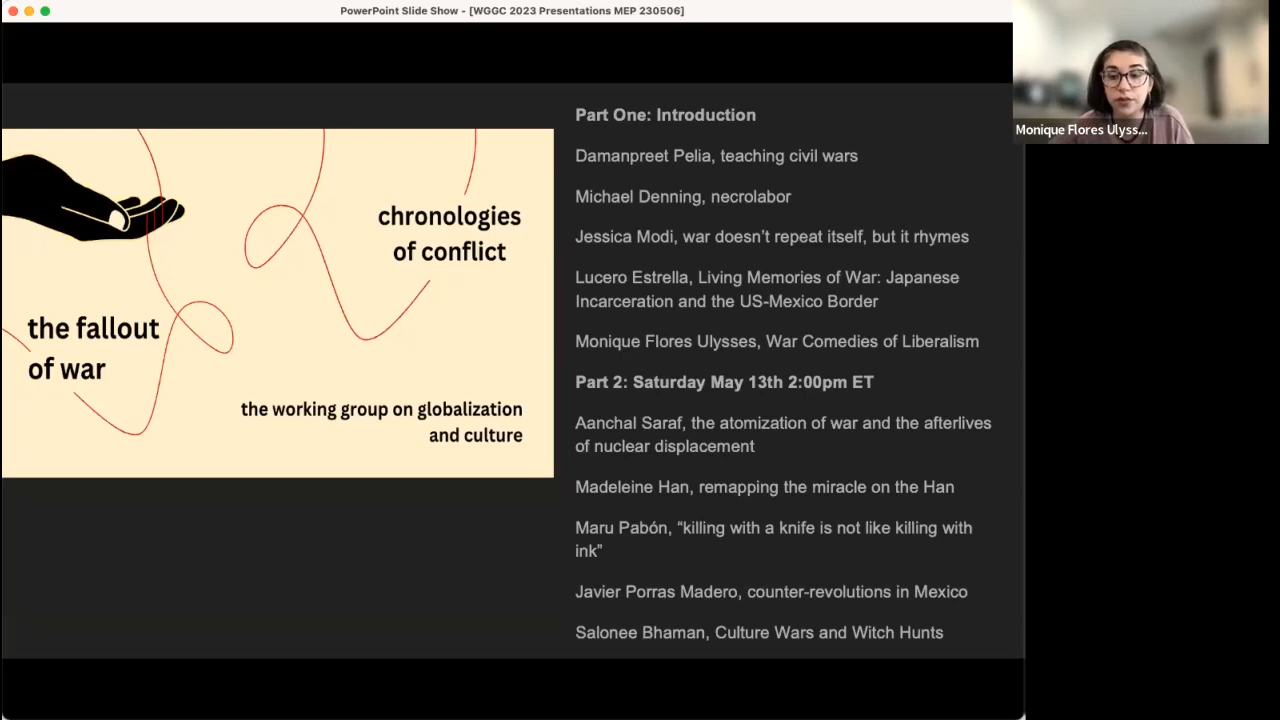 PowerPoint Slide Show - [WGGC 2023 Presentations MEP 230506]
Monique Flores Ulyss...
chronologies
of conflict
the fallout
of war
the working group on globalization
and culture
Part One: Introduction
Damanpreet Pelia, teaching civil wars
Michael Denning, necrolabor
Jessica Modi, war doesn’t repeat itself, but it rhymes
Lucero Estrella, Living Memories of War: Japanese
Incarceration and the US-Mexico Border
Monique Flores Ulysses, War Comedies of Liberalism
Part 2: Saturday May 13th 2:00pm ET
Aanchal Saraf, the atomization of war and the afterlives
of nuclear displacement
Madeleine Han, remapping the miracle on the Han
Maru Pabón, “killing with a knife is not like killing with
ink”
Javier Porras Madero, counter-revolutions in Mexico
Salonee Bhaman, Culture Wars and Witch Hunts